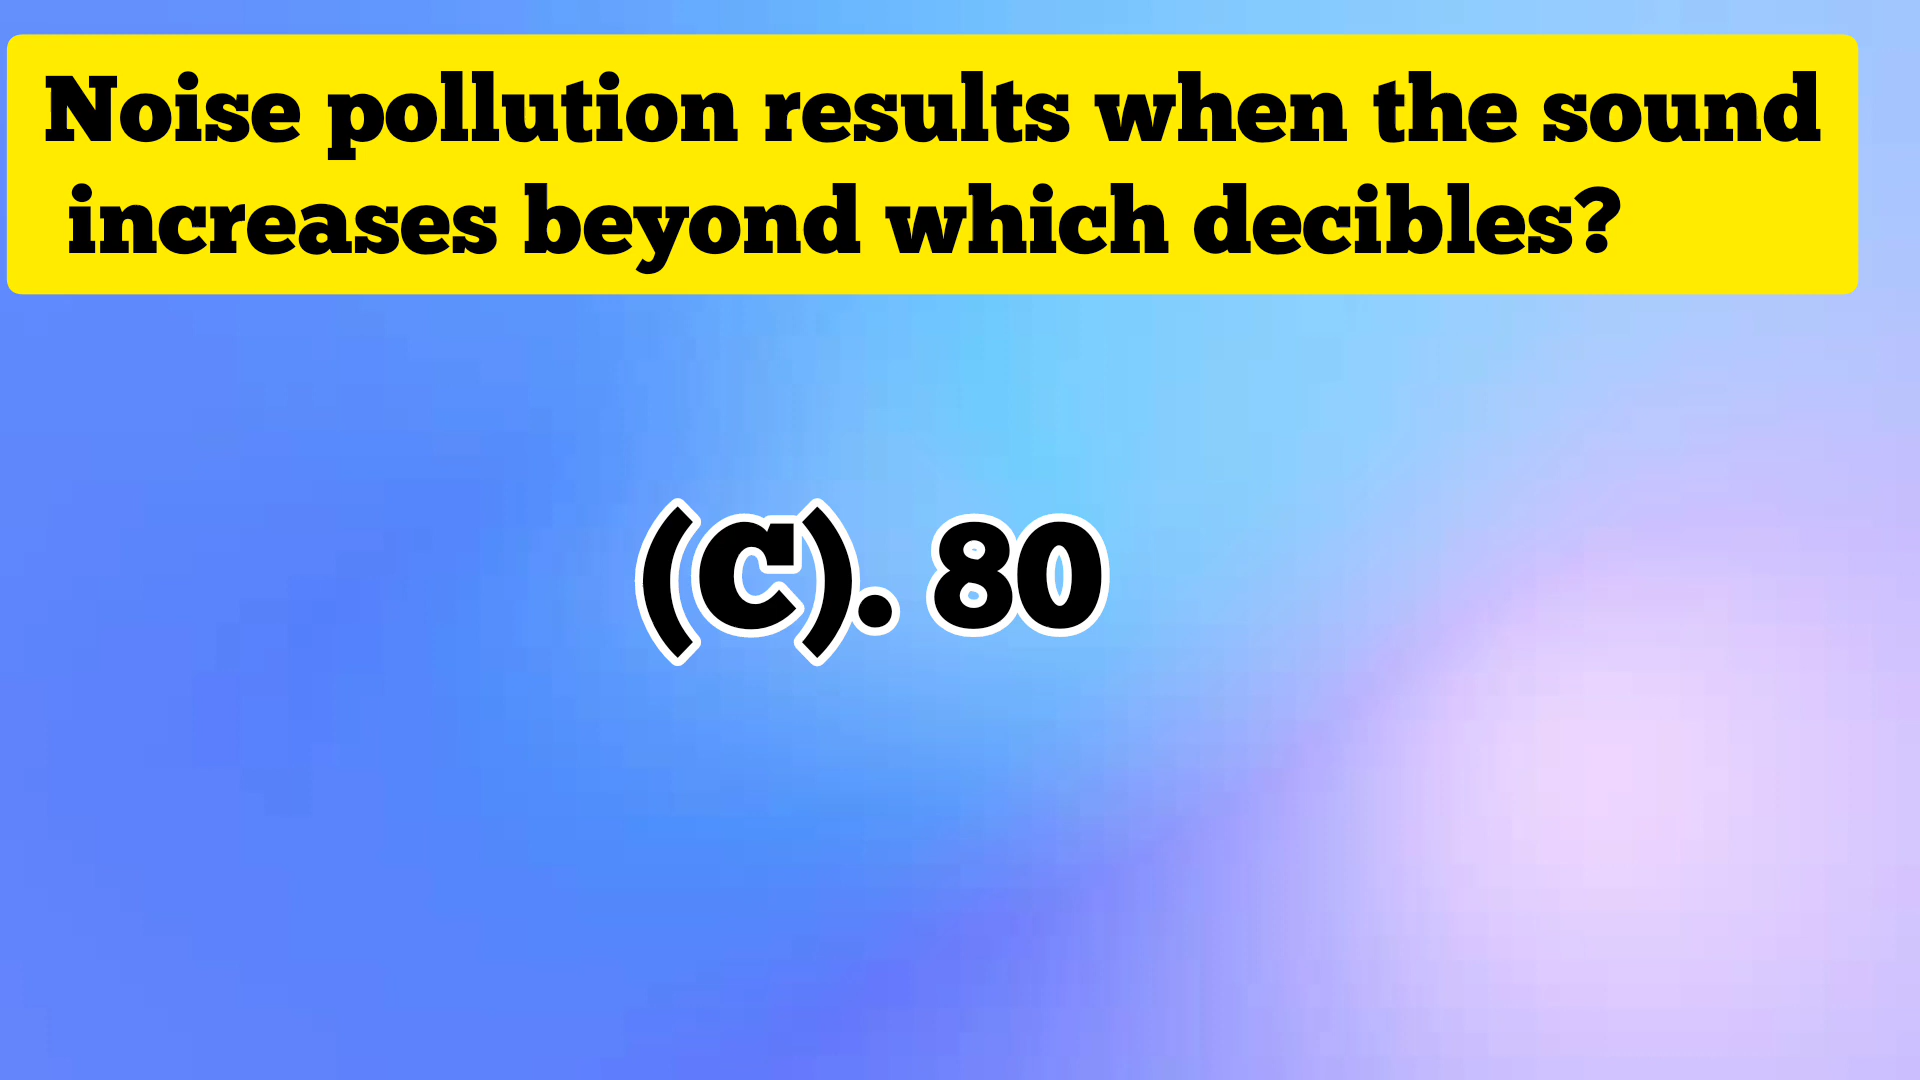 Noise pollution results when the sound
increases beyond which decibles?
(C). 80